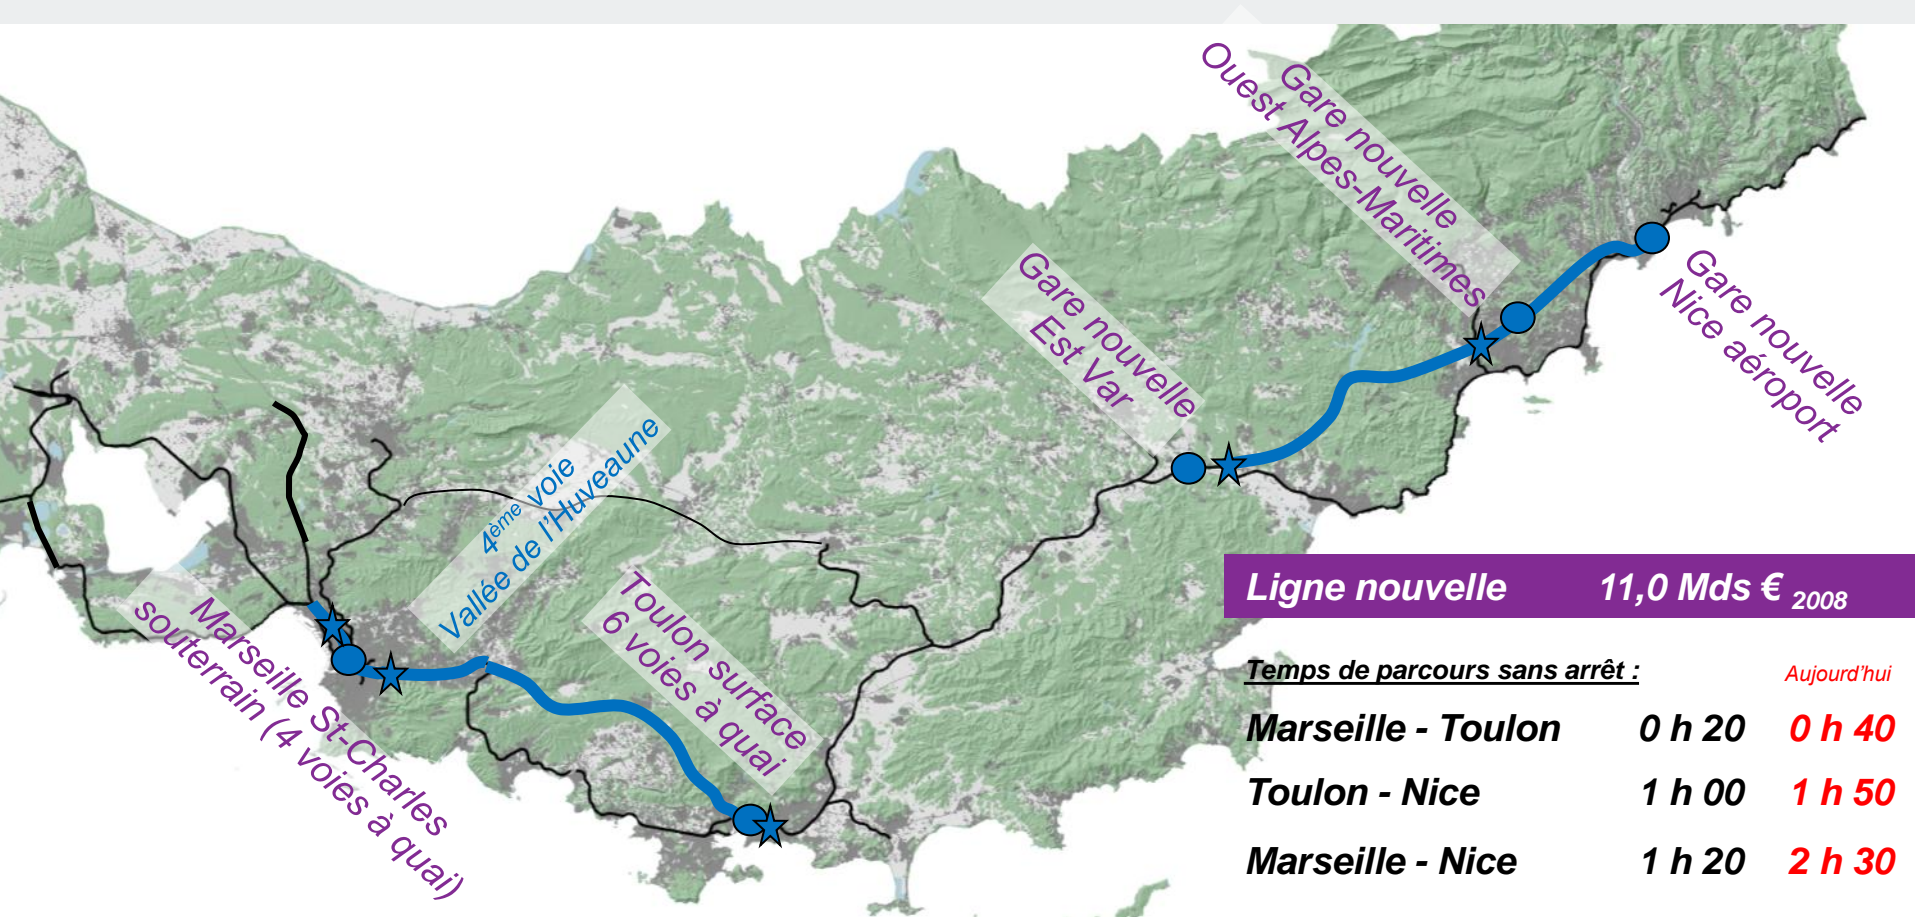 Gare nouvelle
Ouest Alpes-Maritimes
Gare nouvelle
Nice aéroport
Gare nouvelle
Est Var
4ème voie
Vallée de l'Huveaune
Toulon surface
6 voies à quai
Marseille St-Charles
souterrain (4 voies à quai)
Ligne nouvelle 11,0 Mds € 2008
Temps de parcours sans arrêt : Aujourd'hui
Marseille - Toulon 0 h 20 0 h 40
Toulon - Nice 1 h 00 1 h 50
Marseille - Nice 1 h 20 2 h 30